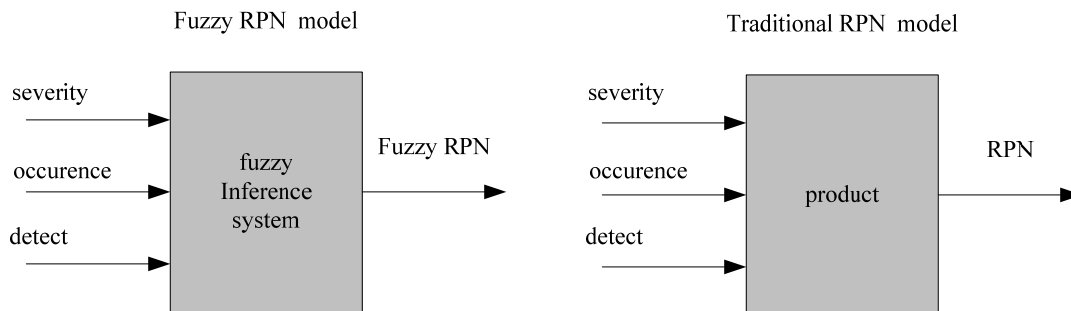 Fuzzy RPN model
severity
occurence
detect
fuzzy
Inference
system
Fuzzy RPN
Traditional RPN model
severity
occurence
detect
product
RPN